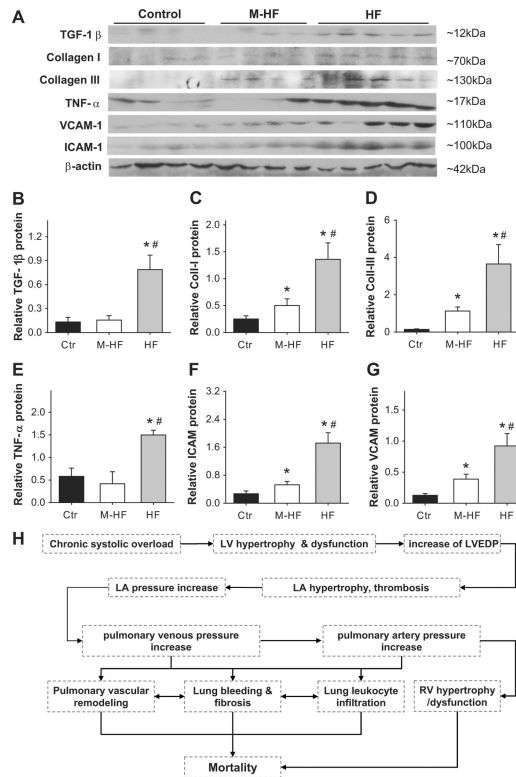 A
Control M-HF HF
TGF-1 β ~12kDa
Collagen I ~70kDa
Collagen III ~130kDa
TNF-α ~17kDa
VCAM-1 ~110kDa
ICAM-1 ~100kDa
β-actin ~42kDa
B
Relative TGF-1β protein
1.2
0.9
0.6
0.3
0.0
* #
Ctr M-HF HF
C
Relative Coll-I protein
2.0
1.5
1.0
0.5
0.0
*
* #
Ctr M-HF HF
D
Relative Coll-III protein
6
4
2
0
*
* #
Ctr M-HF HF
E
Relative TNF-α protein
2.0
1.5
1.0
0.5
0.0
* #
Ctr M-HF HF
F
Relative ICAM protein
3.2
2.4
1.6
0.8
0.0
*
* #
Ctr M-HF HF
G
Relative VCAM protein
1.5
1.0
0.5
0.0
*
* #
Ctr M-HF HF
H
Chronic systolic overload
LV hypertrophy & dysfunction
increase of LVEDP
LA pressure increase
LA hypertrophy, thrombosis
pulmonary venous pressure
increase
pulmonary artery pressure
increase
Pulmonary vascular
remodeling
Lung bleeding &
fibrosis
Lung leukocyte
infiltration
RV hypertrophy
/dysfunction
Mortality